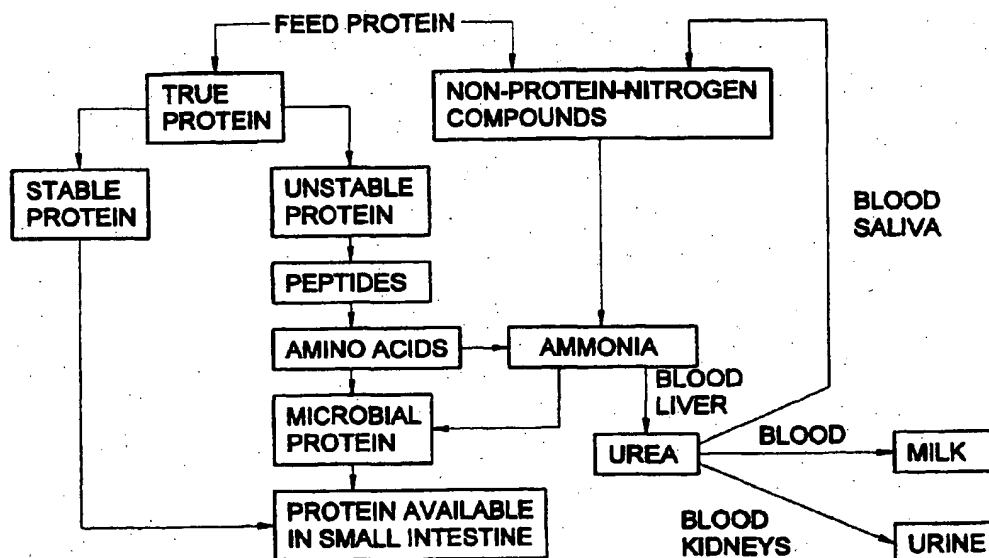 FEED PROTEIN
TRUE
PROTEIN
NON-PROTEIN-NITROGEN
COMPOUNDS
STABLE
PROTEIN
UNSTABLE
PROTEIN
BLOOD
SALIVA
PEPTIDES
AMINO ACIDS
AMMONIA
BLOOD
LIVER
MICROBIAL
PROTEIN
UREA
BLOOD
MILK
PROTEIN AVAILABLE
IN SMALL INTESTINE
BLOOD
KIDNEYS
URINE